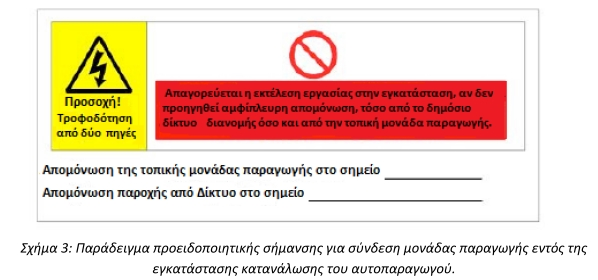 Προσοχή!
Τροφοδότηση
από δύο πηγές
Απαγορεύεται η εκτέλεση εργασίας στην εγκατάσταση, αν δεν
προηγηθεί αμφίπλευρη απομόνωση, τόσο από το δημόσιο
δίκτυο διανομής όσο και από την τοπική μονάδα παραγωγής.
Απομόνωση της τοπικής μονάδας παραγωγής στο σημείο
Απομόνωση παροχής από Δίκτυο στο σημείο
Σχήμα 3: Παράδειγμα προειδοποιητικής σήμανσης για σύνδεση μονάδας παραγωγής εντός της
εγκατάστασης κατανάλωσης του αυτοπαραγωγού.